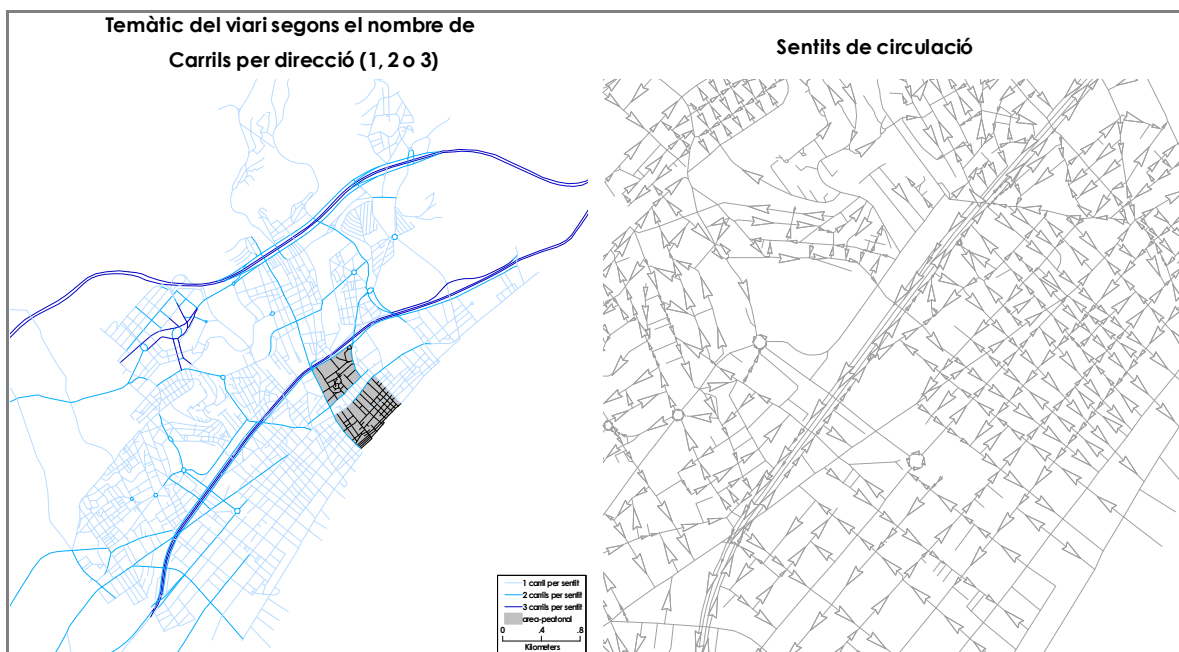 Temàtic del viari segons el nombre de
Carrils per direcció (1, 2 o 3)
Sentits de circulació
1 carril per sentit
2 carrils per sentit
3 carrils per sentit
area-peatonal
0 .4 .8
Kilometers